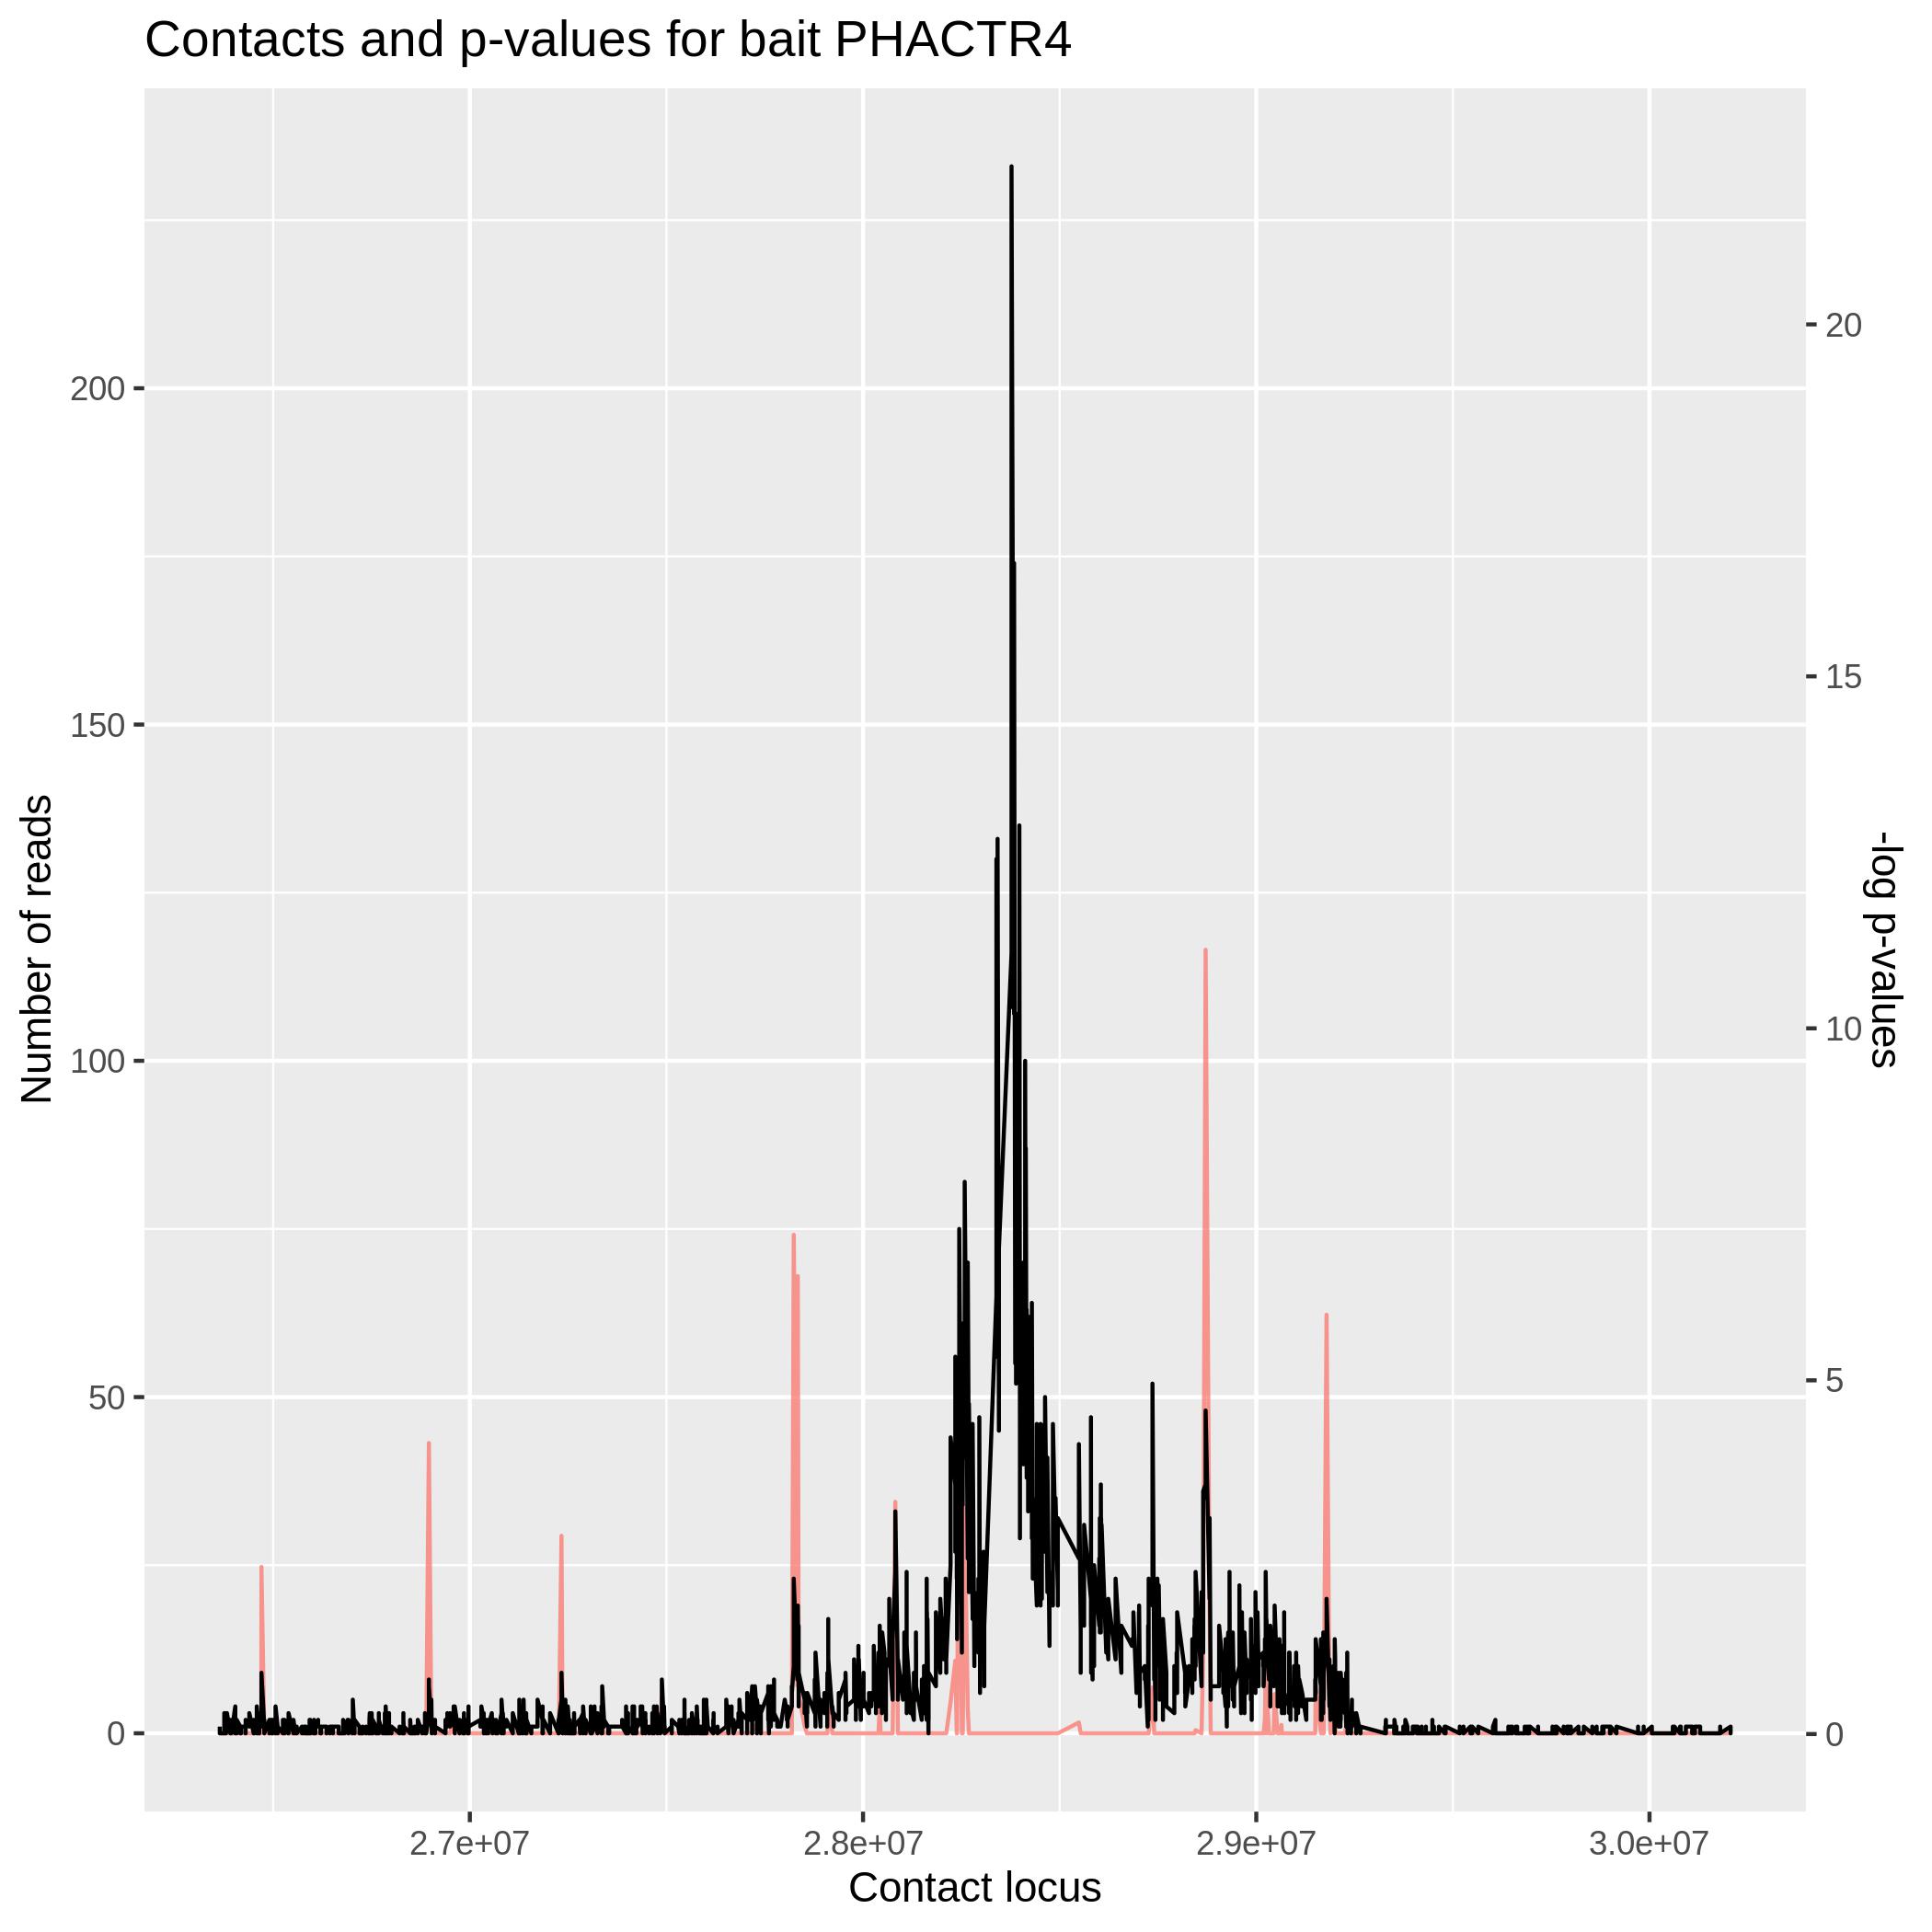 Contacts and p-values for bait PHACTR4
Number of reads
200
150
100
50
0
20
15
10
5
0
-log p-values
2.7e+07
2.8e+07
2.9e+07
3.0e+07
Contact locus